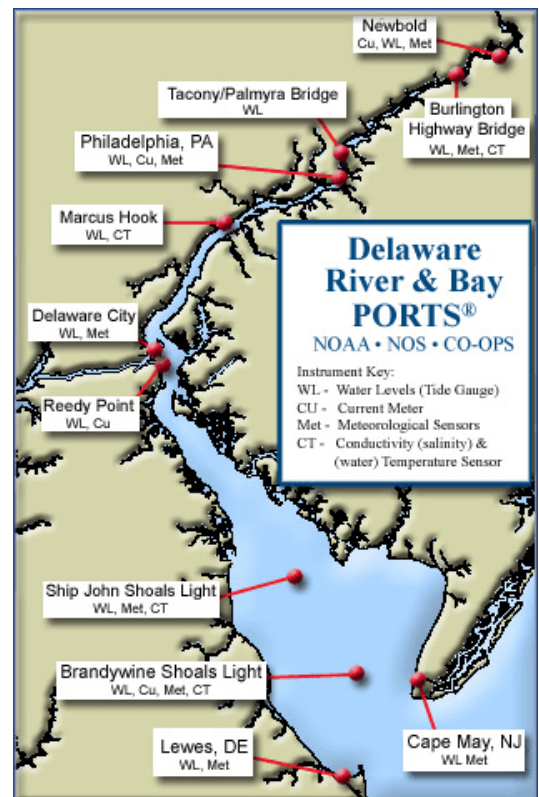 Newbold
Cu, WL, Met
Tacony/Palmyra Bridge
WL
Burlington
Highway Bridge
WL, Met, CT
Philadelphia, PA
WL, Cu, Met
Marcus Hook
WL, CT
Delaware
River & Bay
PORTS®
NOAA • NOS • CO-OPS
Instrument Key:
WL - Water Levels (Tide Gauge)
CU - Current Meter
Met - Meteorological Sensors
CT - Conductivity (salinity) &
(water) Temperature Sensor
Delaware City
WL, Met
Reedy Point
WL, Cu
Ship John Shoals Light
WL, Met, CT
Brandywine Shoals Light
WL, Cu, Met, CT
Cape May, NJ
WL Met
Lewes, DE
WL, Met